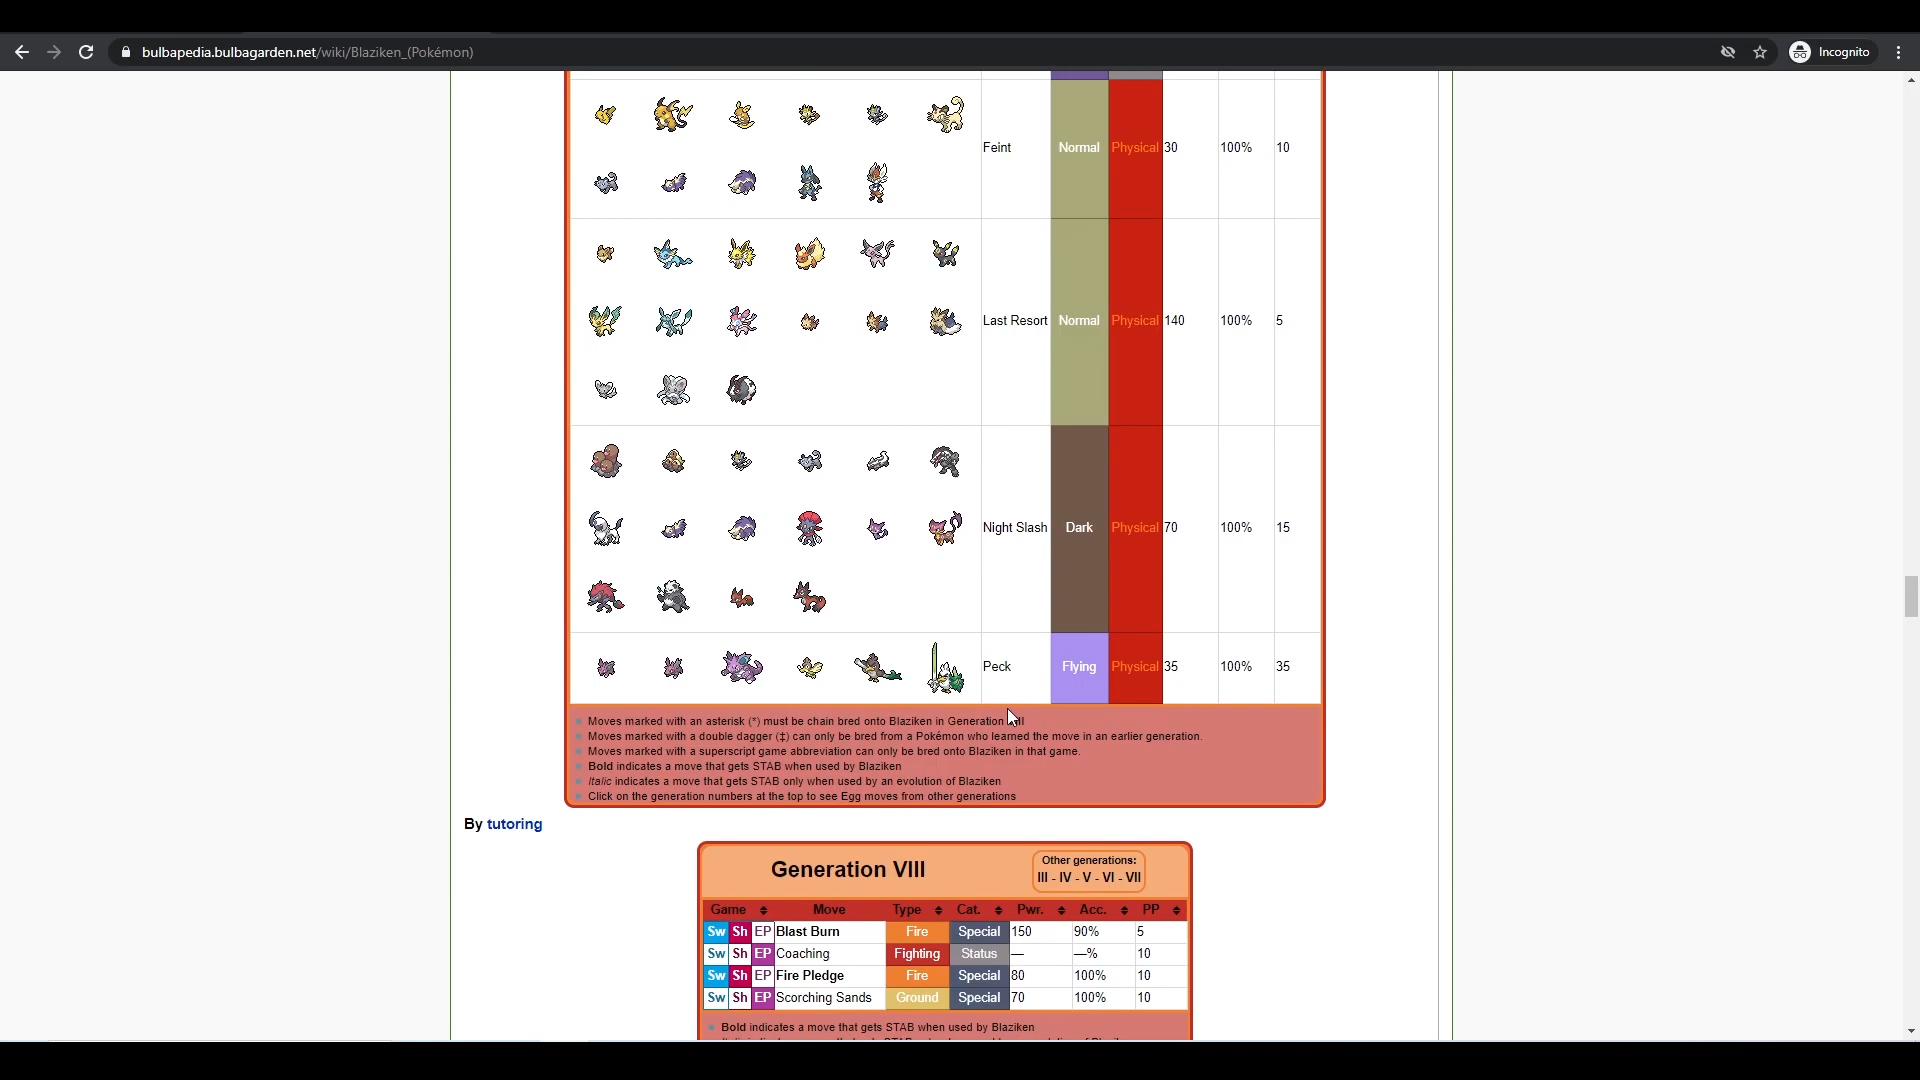 bulbapedia.bulbagarden.net/wiki/Blaziken_(Pokémon)
Incognito
Feint Normal Physical 30 100% 10
Last Resort Normal Physical 140 100% 5
Night Slash Dark Physical 70 100% 15
Peck Flying Physical 35 100% 35
Moves marked with an asterisk (*) must be chain bred onto Blaziken in Generation
Moves marked with a double dagger (‡) can only be bred from a Pokémon who learned the move in an earlier generation.
Moves marked with a superscript game abbreviation can only be bred onto Blaziken in that game.
Bold indicates a move that gets STAB when used by Blaziken
Italic indicates a move that gets STAB only when used by an evolution of Blaziken
Click on the generation numbers at the top to see Egg moves from other generations
By tutoring
Generation VIII
Other generations:
III - IV - V - VI - VII
Game Move Type Cat. Pwr. Acc. PP
Sw Sh EP Blast Burn Fire Special 150 90% 5
Sw Sh EP Coaching Fighting Status — —% 10
Sw Sh EP Fire Pledge Fire Special 80 100% 10
Sw Sh EP Scorching Sands Ground Special 70 100% 10
Bold indicates a move that gets STAB when used by Blaziken